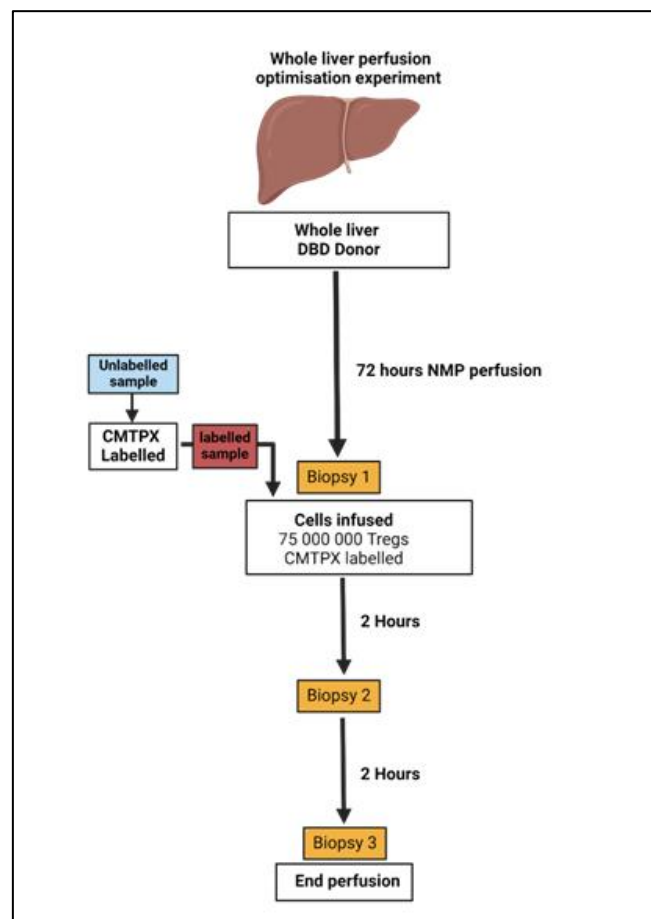 Whole liver perfusion
optimisation experiment
Whole liver
DBD Donor
72 hours NMP perfusion
Unlabelled
sample
CMTPX
Labelled
labelled
sample
Biopsy 1
Cells infused
75 000 000 Tregs
CMTPX labelled
2 Hours
Biopsy 2
2 Hours
Biopsy 3
End perfusion